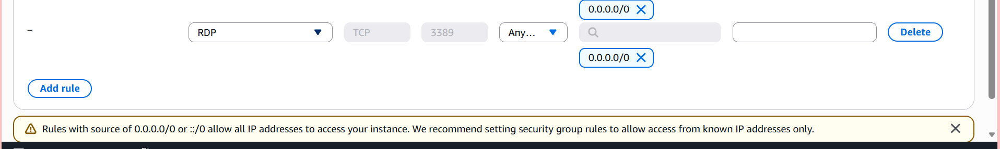 0.0.0.0/0
–
RDP
TCP
3389
Any...
Delete
0.0.0.0/0
Add rule
Rules with source of 0.0.0.0/0 or ::/0 allow all IP addresses to access your instance. We recommend setting security group rules to allow access from known IP addresses only.